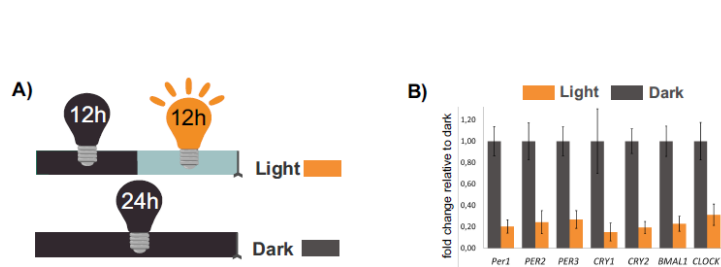 A)
12h
12h
Light
24h
Dark
B)
Light Dark
fold change relative to dark
1,20
1,00
0,80
0,60
0,40
0,20
0,00
Per1 PER2 PER3 CRY1 CRY2 BMAL1 CLOCK